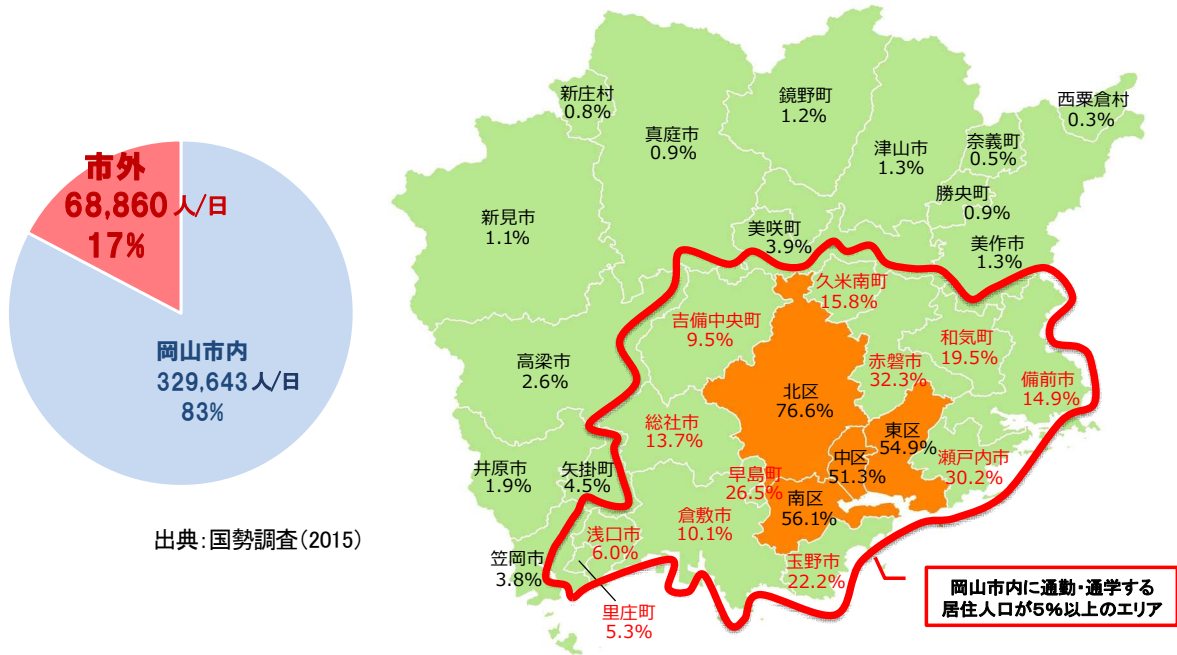 市外
68,860 人/日
17%
岡山市内
329,643 人/日
83%
出典:国勢調査(2015)
新庄村
0.8%
真庭市
0.9%
鏡野町
1.2%
津山市
1.3%
西粟倉村
0.3%
奈義町
0.5%
勝央町
0.9%
美作市
1.3%
新見市
1.1%
美咲町
3.9%
久米南町
15.8%
吉備中央町
9.5%
和気町
19.5%
赤磐市
32.3%
備前市
14.9%
高梁市
2.6%
北区
76.6%
総社市
13.7%
東区
54.9%
中区
51.3%
瀬戸内市
30.2%
井原市
1.9%
矢掛町
4.5%
早島町
26.5%
南区
56.1%
倉敷市
10.1%
浅口市
6.0%
笠岡市
3.8%
里庄町
5.3%
玉野市
22.2%
岡山市内に通勤・通学する
居住人口が5%以上のエリア